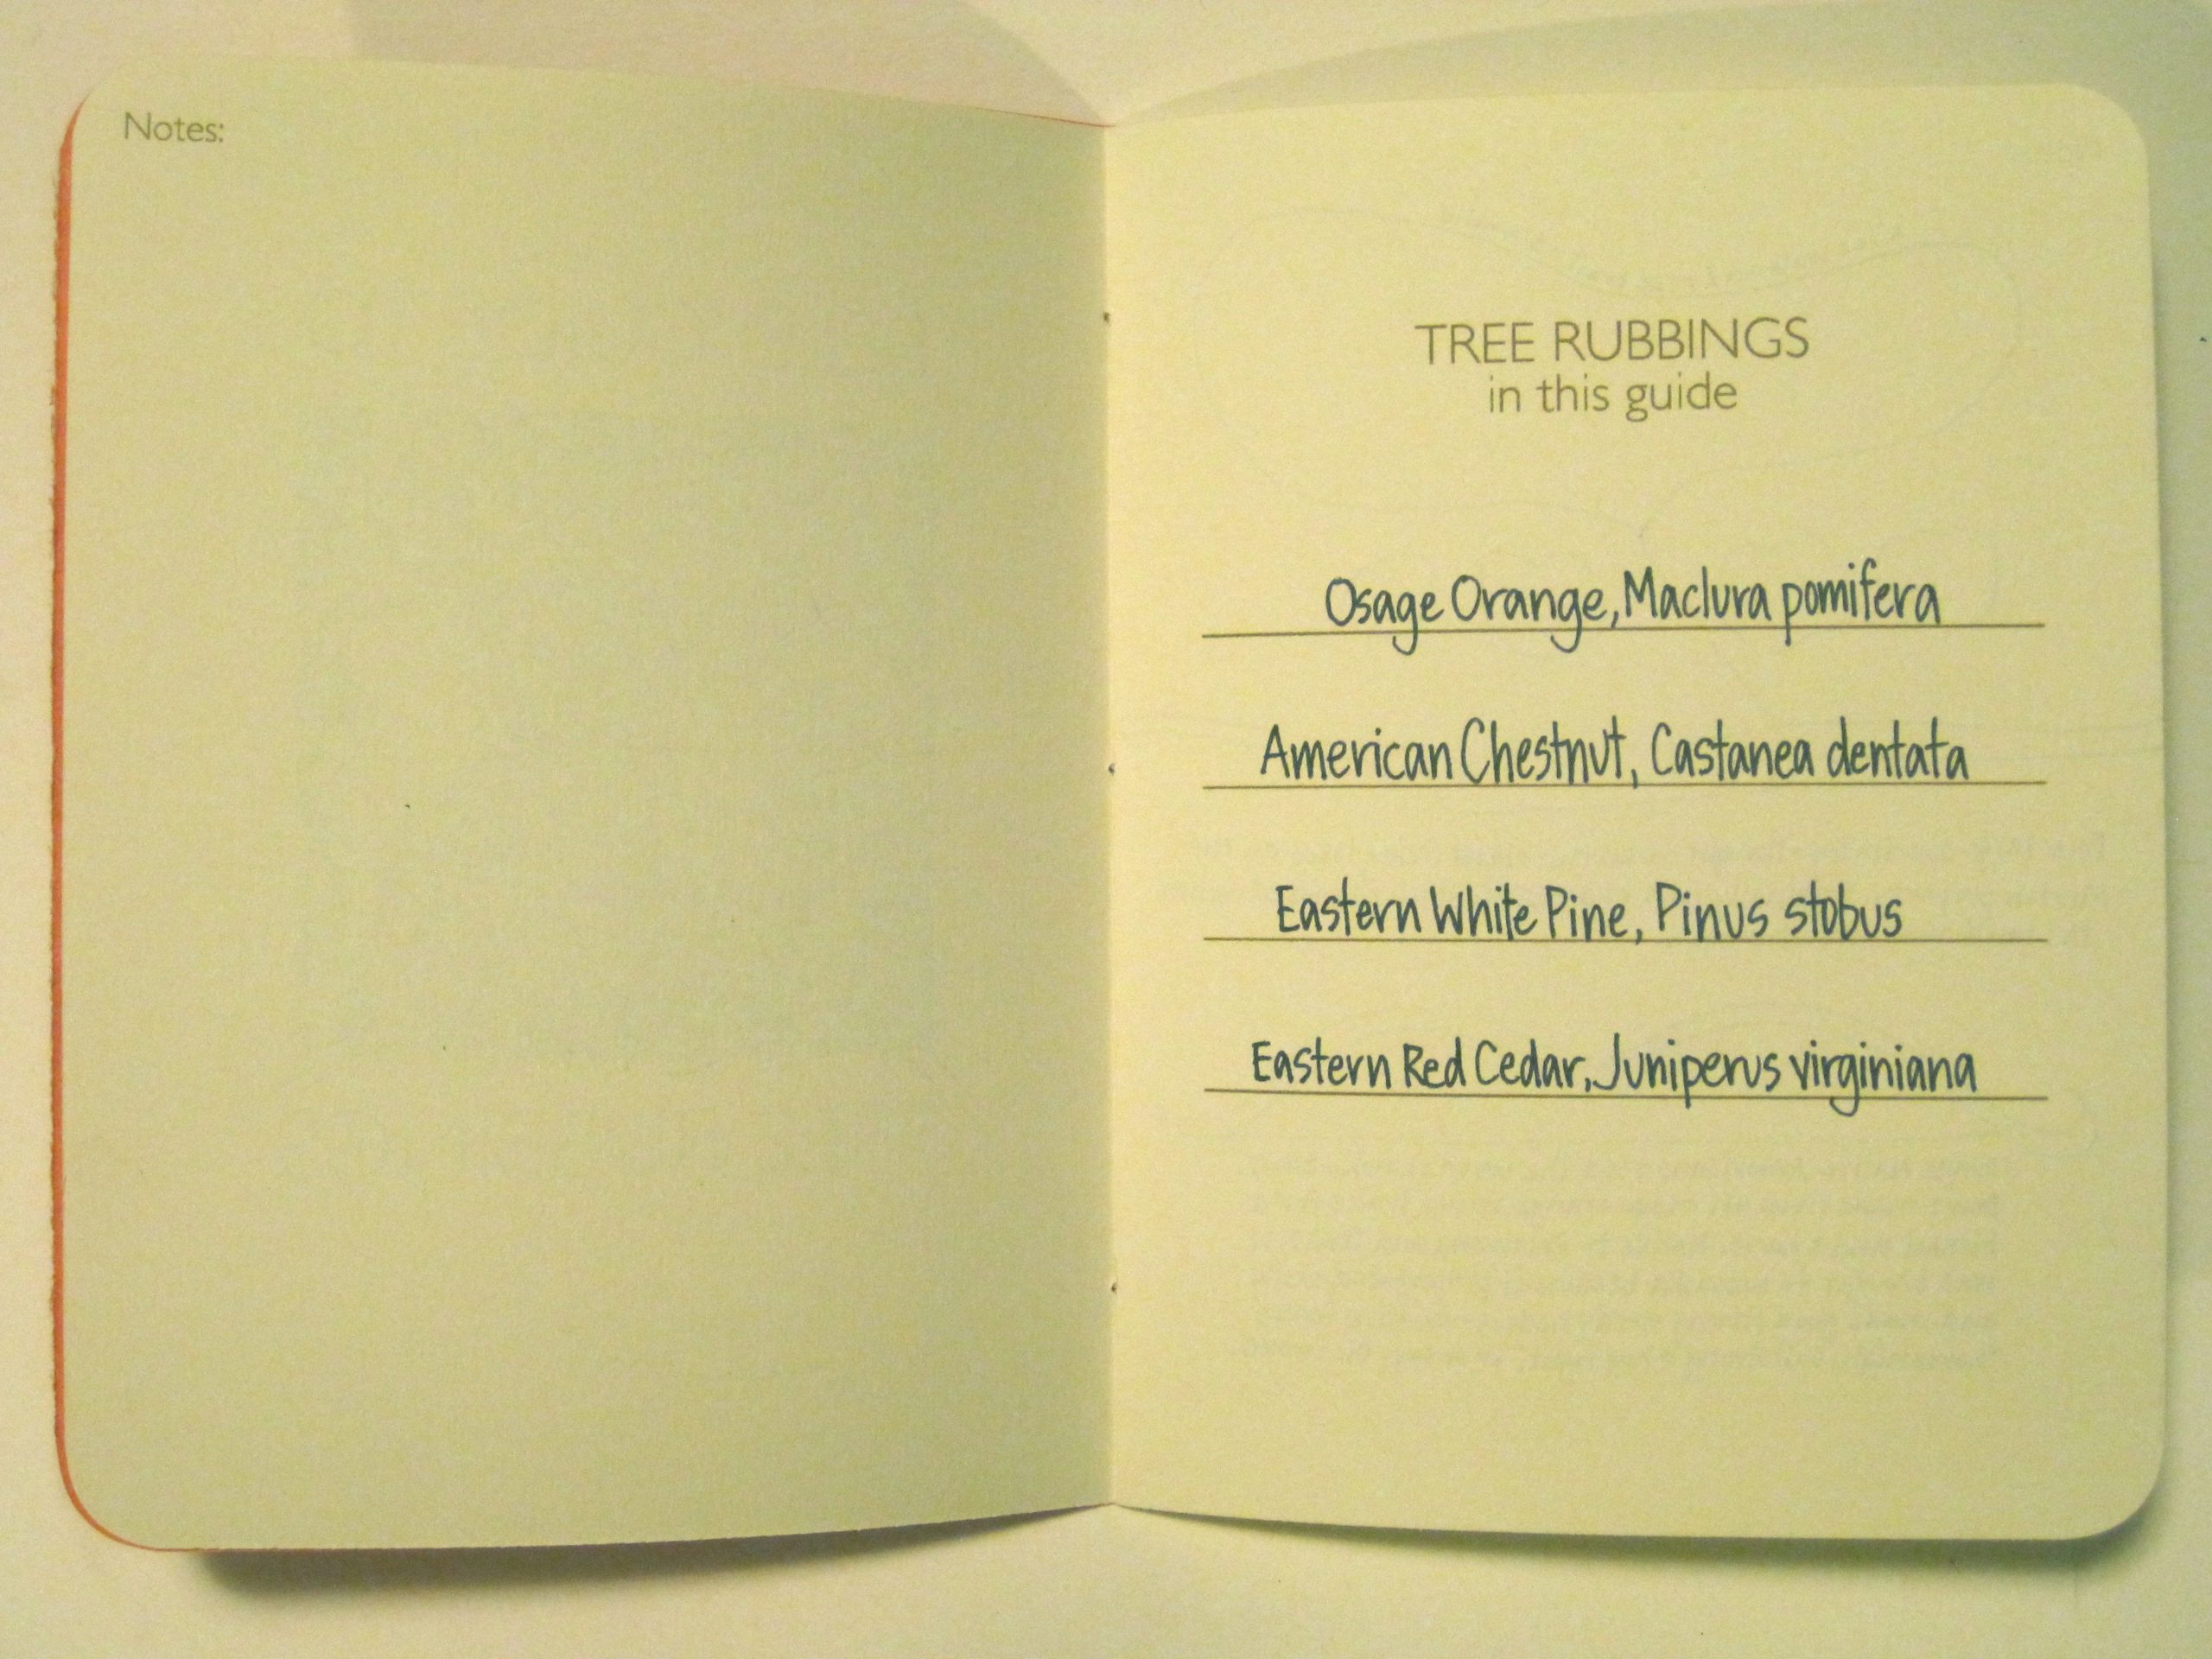 Notes:
TREE RUBBINGS
in this guide
Osage Orange, Maclura pomifera
American Chestnut, Castanea dentata
Eastern White Pine, Pinus stobus
Eastern Red Cedar, Juniperus virginiana